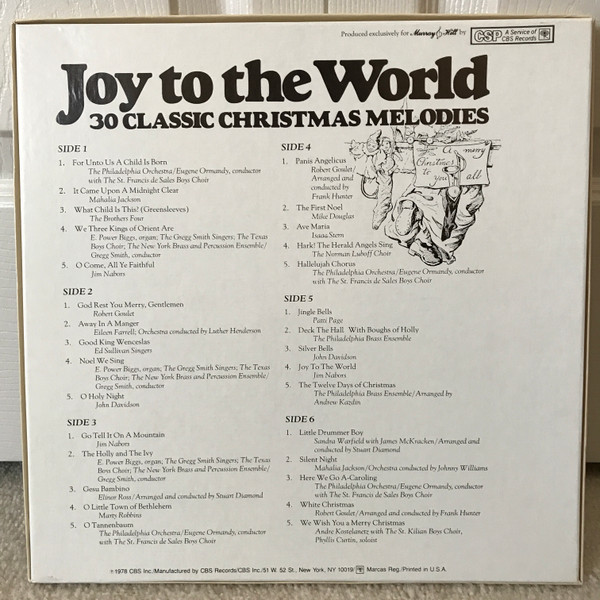 Produced exclusively for Murray Hill by CSP A Service of
CBS Records
Joy to the World
30 CLASSIC CHRISTMAS MELODIES
SIDE 1
1. For Unto Us A Child Is Born
The Philadelphia Orchestra/Eugene Ormandy, conductor
with The St. Francis de Sales Boys Choir
2. It Came Upon A Midnight Clear
Mahalia Jackson
3. What Child Is This? (Greensleeves)
The Brothers Four
4. We Three Kings of Orient Are
E. Power Biggs, organ; The Gregg Smith Singers; The Texas
Boys Choir; The New York Brass and Percussion Ensemble/
Gregg Smith, conductor
5. O Come, All Ye Faithful
Jim Nabors
SIDE 2
1. God Rest You Merry, Gentlemen
Robert Goulet
2. Away In A Manger
Eileen Farrell; Orchestra conducted by Luther Henderson
3. Good King Wenceslas
Ed Sullivan Singers
4. Noel We Sing
E. Power Biggs, organ; The Gregg Smith Singers; The Texas
Boys Choir; The New York Brass and Percussion Ensemble/
Gregg Smith, conductor
5. O Holy Night
John Davidson
SIDE 3
1. Go Tell It On A Mountain
Jim Nabors
2. The Holly and The Ivy
E. Power Biggs, organ; The Gregg Smith Singers; The Texas
Boys Choir; The New York Brass and Percussion Ensemble/
Gregg Smith, conductor
3. Gesu Bambino
Elinor Ross/Arranged and conducted by Stuart Diamond
4. O Little Town of Bethlehem
Marty Robbins
5. O Tannenbaum
The Philadelphia Orchestra/Eugene Ormandy, conductor
with The St. Francis de Sales Boys Choir
SIDE 4
1. Panis Angelicus
Robert Goulet/
Arranged and
conducted by
Frank Hunter
2. The First Noel
Mike Douglas
3. Ave Maria
Isaac Stern
4. Hark! The Herald Angels Sing
The Norman Luboff Choir
5. Hallelujah Chorus
The Philadelphia Orchestra/Eugene Ormandy, conductor
with The St. Francis de Sales Boys Choir
A merry
Christmas
to you all
SIDE 5
1. Jingle Bells
Patti Page
2. Deck The Hall With Boughs of Holly
The Philadelphia Brass Ensemble
3. Silver Bells
John Davidson
4. Joy To The World
Jim Nabors
5. The Twelve Days of Christmas
The Philadelphia Brass Ensemble/Arranged by
Andrew Kazdin
SIDE 6
1. Little Drummer Boy
Sandra Warfield with James McKracken/Arranged and
conducted by Stuart Diamond
2. Silent Night
Mahalia Jackson/Orchestra conducted by Johnny Williams
3. Here We Go A-Caroling
The Philadelphia Orchestra/Eugene Ormandy, conductor
with The St. Francis de Sales Boys Choir
4. White Christmas
Robert Goulet/Arranged and conducted by Frank Hunter
5. We Wish You a Merry Christmas
Andre Kostelanetz with The St. Kilian Boys Choir,
Phyllis Curtin, soloist
℗ 1978 CBS Inc./Manufactured by CBS Records/CBS Inc./51 W. 52 St., New York, NY 10019/ Marcas Reg./Printed in U.S.A.